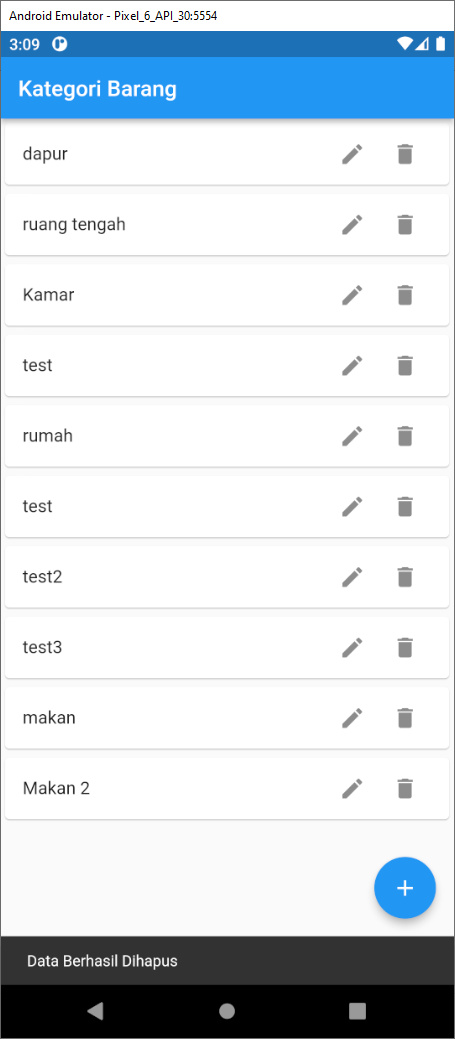 Android Emulator - Pixel_6_API_30:5554
3:09
Kategori Barang
dapur
ruang tengah
Kamar
test
rumah
test
test2
test3
makan
Makan 2
+
Data Berhasil Dihapus